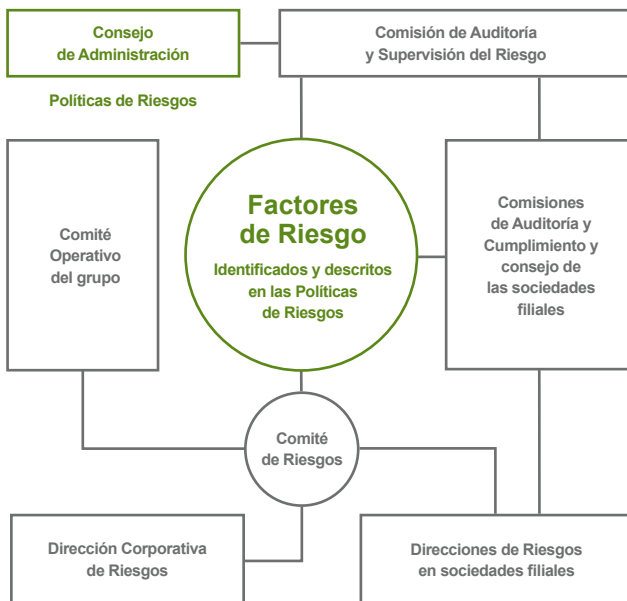 Consejo
de Administración
Comisión de Auditoría
y Supervisión del Riesgo
Políticas de Riesgos
Comité
Operativo
del grupo
Factores
de Riesgo
Identificados y descritos
en las Políticas
de Riesgos
Comisiones
de Auditoría y
Cumplimiento y
consejo de
las sociedades
filiales
Comité
de Riesgos
Dirección Corporativa
de Riesgos
Direcciones de Riesgos
en sociedades filiales